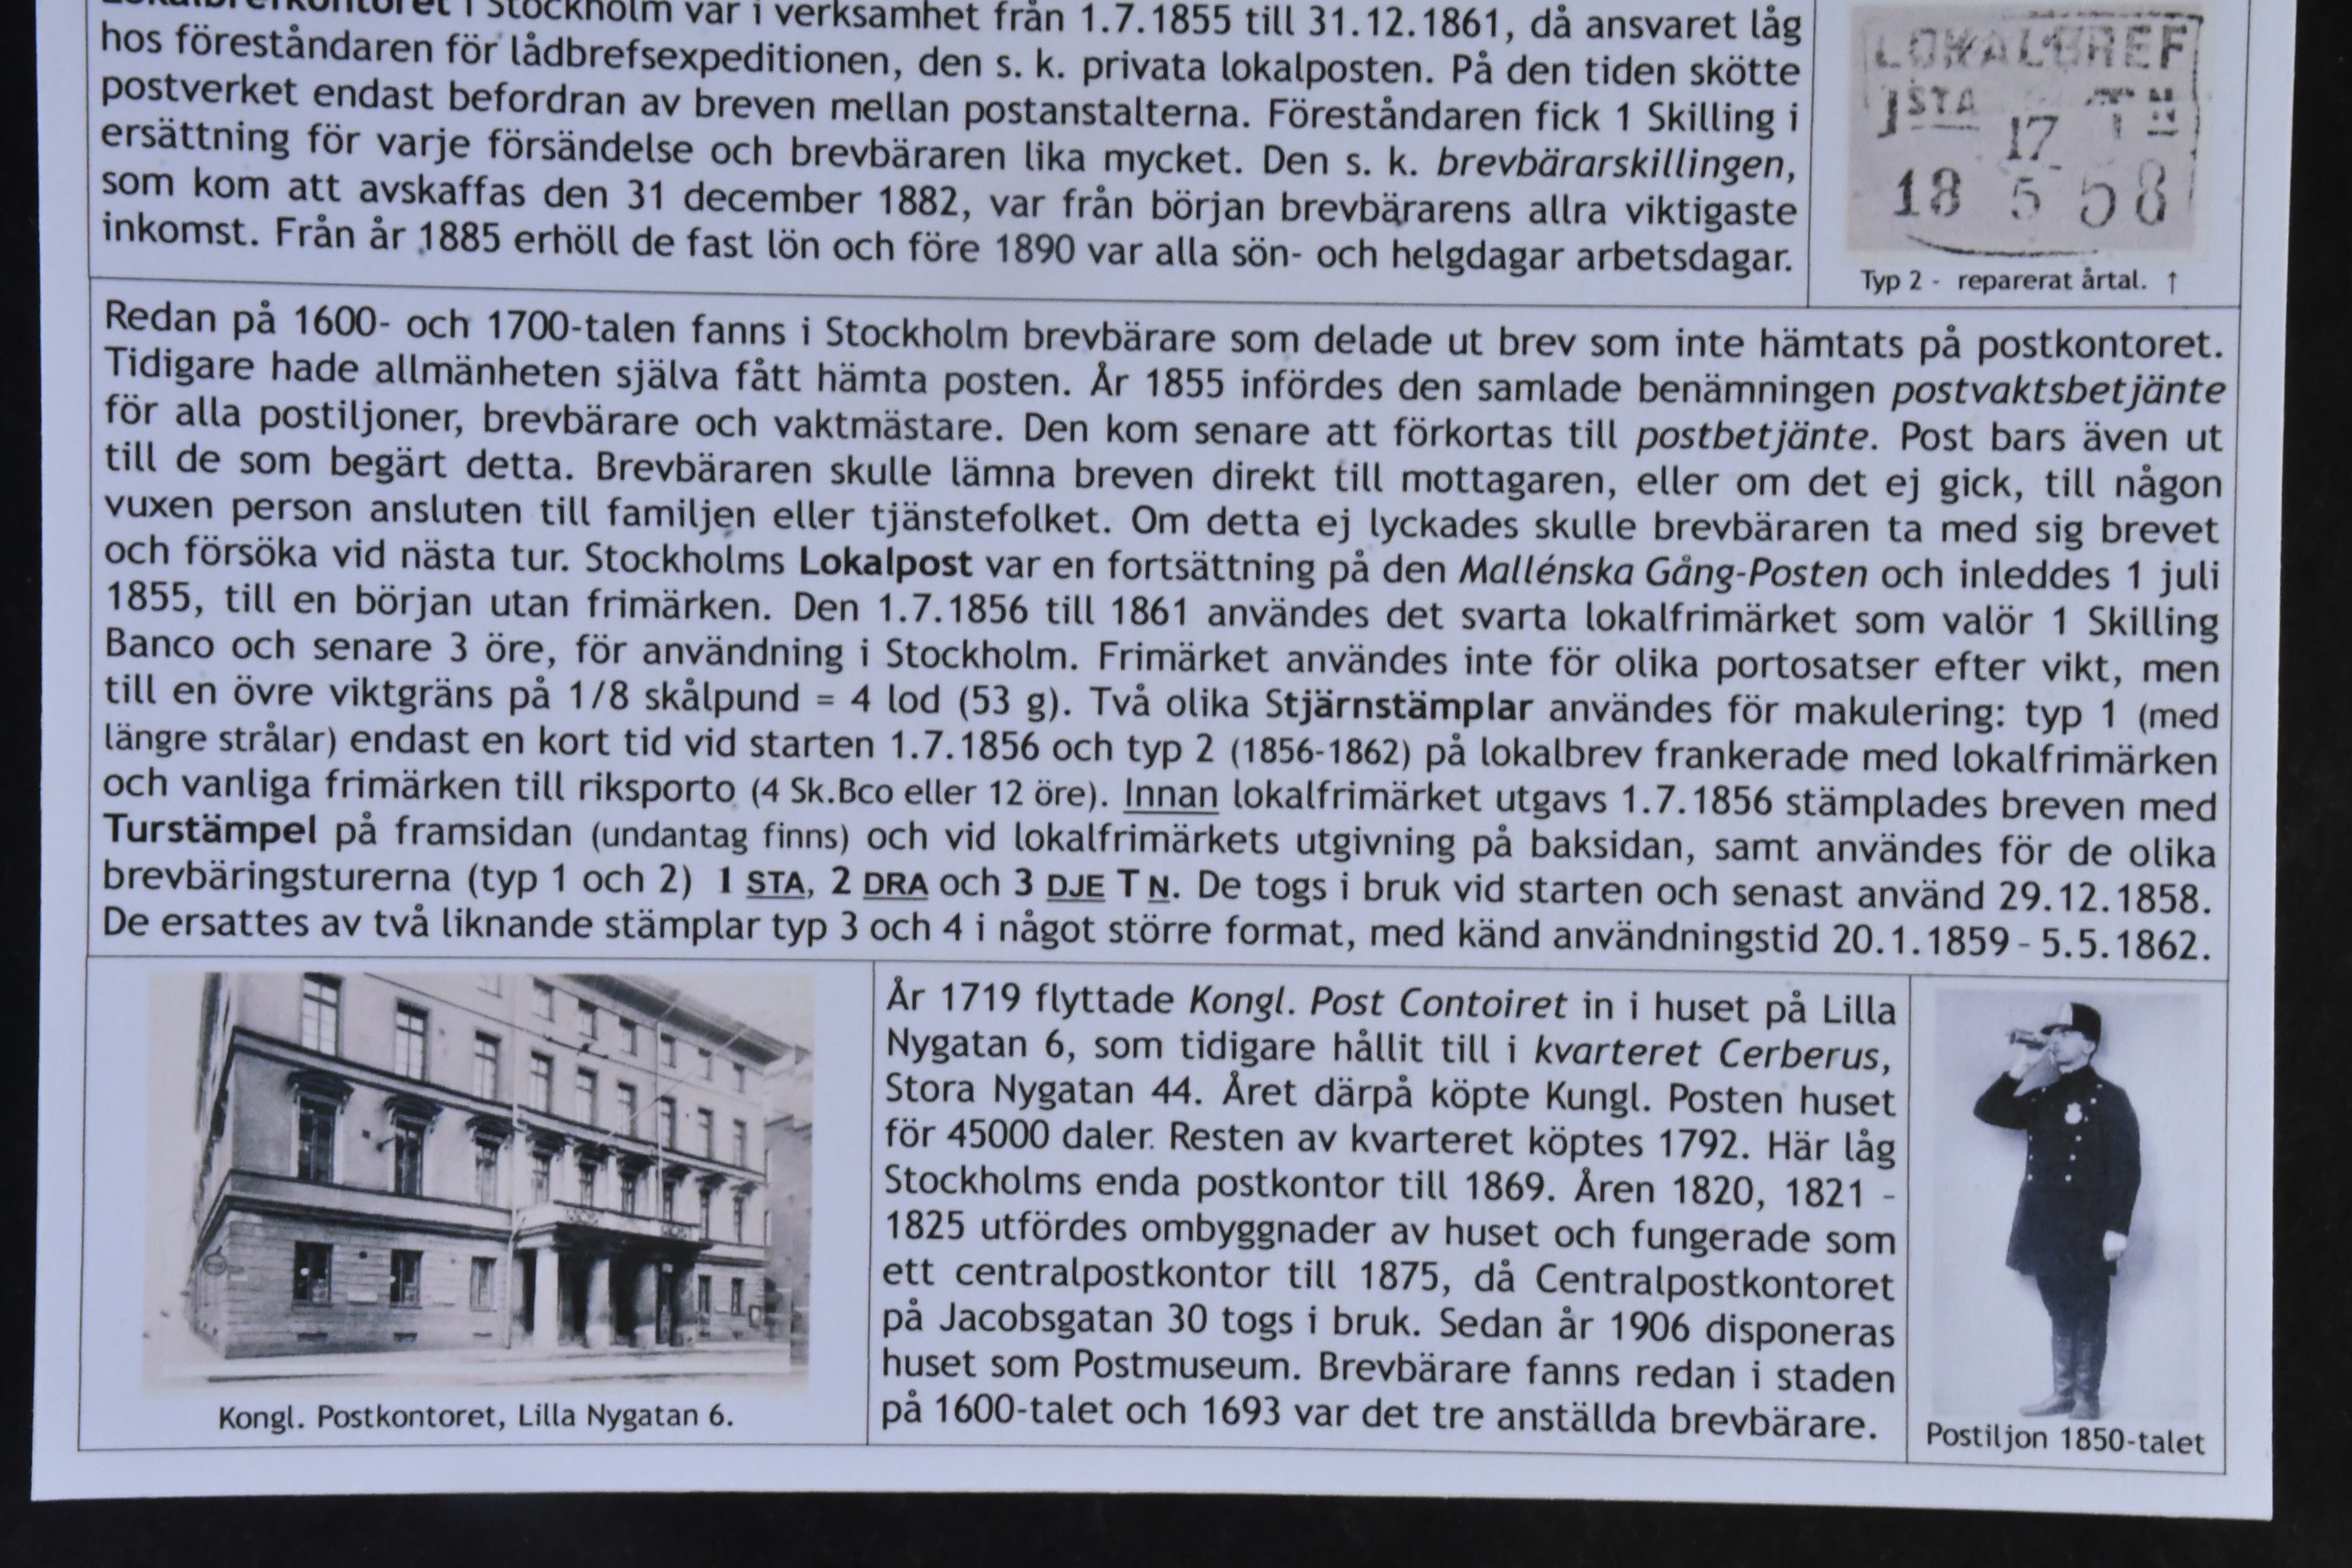 Lokalbrefkontoret i Stockholm var i verksamhet från 1.7.1855 till 31.12.1861, då ansvaret låg
hos föreståndaren för lådbrefsexpeditionen, den s. k. privata lokalposten. På den tiden skötte
postverket endast befordran av breven mellan postanstalterna. Föreståndaren fick 1 Skilling i
ersättning för varje försändelse och brevbäraren lika mycket. Den s. k. brevbärarskillingen,
som kom att avskaffas den 31 december 1882, var från början brevbärarens allra viktigaste
inkomst. Från år 1885 erhöll de fast lön och före 1890 var alla sön- och helgdagar arbetsdagar.
LOKALBREF
1 STA T N
17
18 5 58
Typ 2 - reparerat årtal. ↑
Redan på 1600- och 1700-talen fanns i Stockholm brevbärare som delade ut brev som inte hämtats på postkontoret.
Tidigare hade allmänheten själva fått hämta posten. År 1855 infördes den samlade benämningen postvaktsbetjänte
för alla postiljoner, brevbärare och vaktmästare. Den kom senare att förkortas till postbetjänte. Post bars även ut
till de som begärt detta. Brevbäraren skulle lämna breven direkt till mottagaren, eller om det ej gick, till någon
vuxen person ansluten till familjen eller tjänstefolket. Om detta ej lyckades skulle brevbäraren ta med sig brevet
och försöka vid nästa tur. Stockholms Lokalpost var en fortsättning på den Mallénska Gång-Posten och inleddes 1 juli
1855, till en början utan frimärken. Den 1.7.1856 till 1861 användes det svarta lokalfrimärket som valör 1 Skilling
Banco och senare 3 öre, för användning i Stockholm. Frimärket användes inte för olika portosatser efter vikt, men
till en övre viktgräns på 1/8 skålpund = 4 lod (53 g). Två olika Stjärnstämplar användes för makulering: typ 1 (med
längre strålar) endast en kort tid vid starten 1.7.1856 och typ 2 (1856-1862) på lokalbrev frankerade med lokalfrimärken
och vanliga frimärken till riksporto (4 Sk.Bco eller 12 öre). Innan lokalfrimärket utgavs 1.7.1856 stämplades breven med
Turstämpel på framsidan (undantag finns) och vid lokalfrimärkets utgivning på baksidan, samt användes för de olika
brevbäringsturerna (typ 1 och 2) 1 STA, 2 DRA och 3 DJE T N. De togs i bruk vid starten och senast använd 29.12.1858.
De ersattes av två liknande stämplar typ 3 och 4 i något större format, med känd användningstid 20.1.1859 - 5.5.1862.
Kongl. Postkontoret, Lilla Nygatan 6.
År 1719 flyttade Kongl. Post Contoiret in i huset på Lilla
Nygatan 6, som tidigare hållit till i kvarteret Cerberus,
Stora Nygatan 44. Året därpå köpte Kungl. Posten huset
för 45000 daler. Resten av kvarteret köptes 1792. Här låg
Stockholms enda postkontor till 1869. Åren 1820, 1821 -
1825 utfördes ombyggnader av huset och fungerade som
ett centralpostkontor till 1875, då Centralpostkontoret
på Jacobsgatan 30 togs i bruk. Sedan år 1906 disponeras
huset som Postmuseum. Brevbärare fanns redan i staden
på 1600-talet och 1693 var det tre anställda brevbärare.
Postiljon 1850-talet